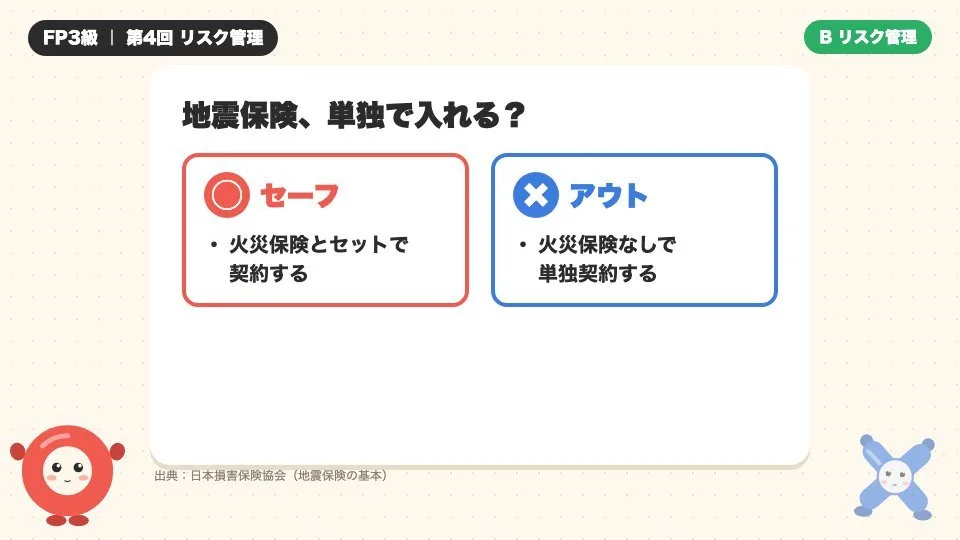 FP3級 | 第4回 リスク管理
B リスク管理
地震保険、単独で入れる？
セーフ
・火災保険とセットで
契約する
アウト
・火災保険なしで
単独契約する
出典：日本損害保険協会（地震保険の基本）